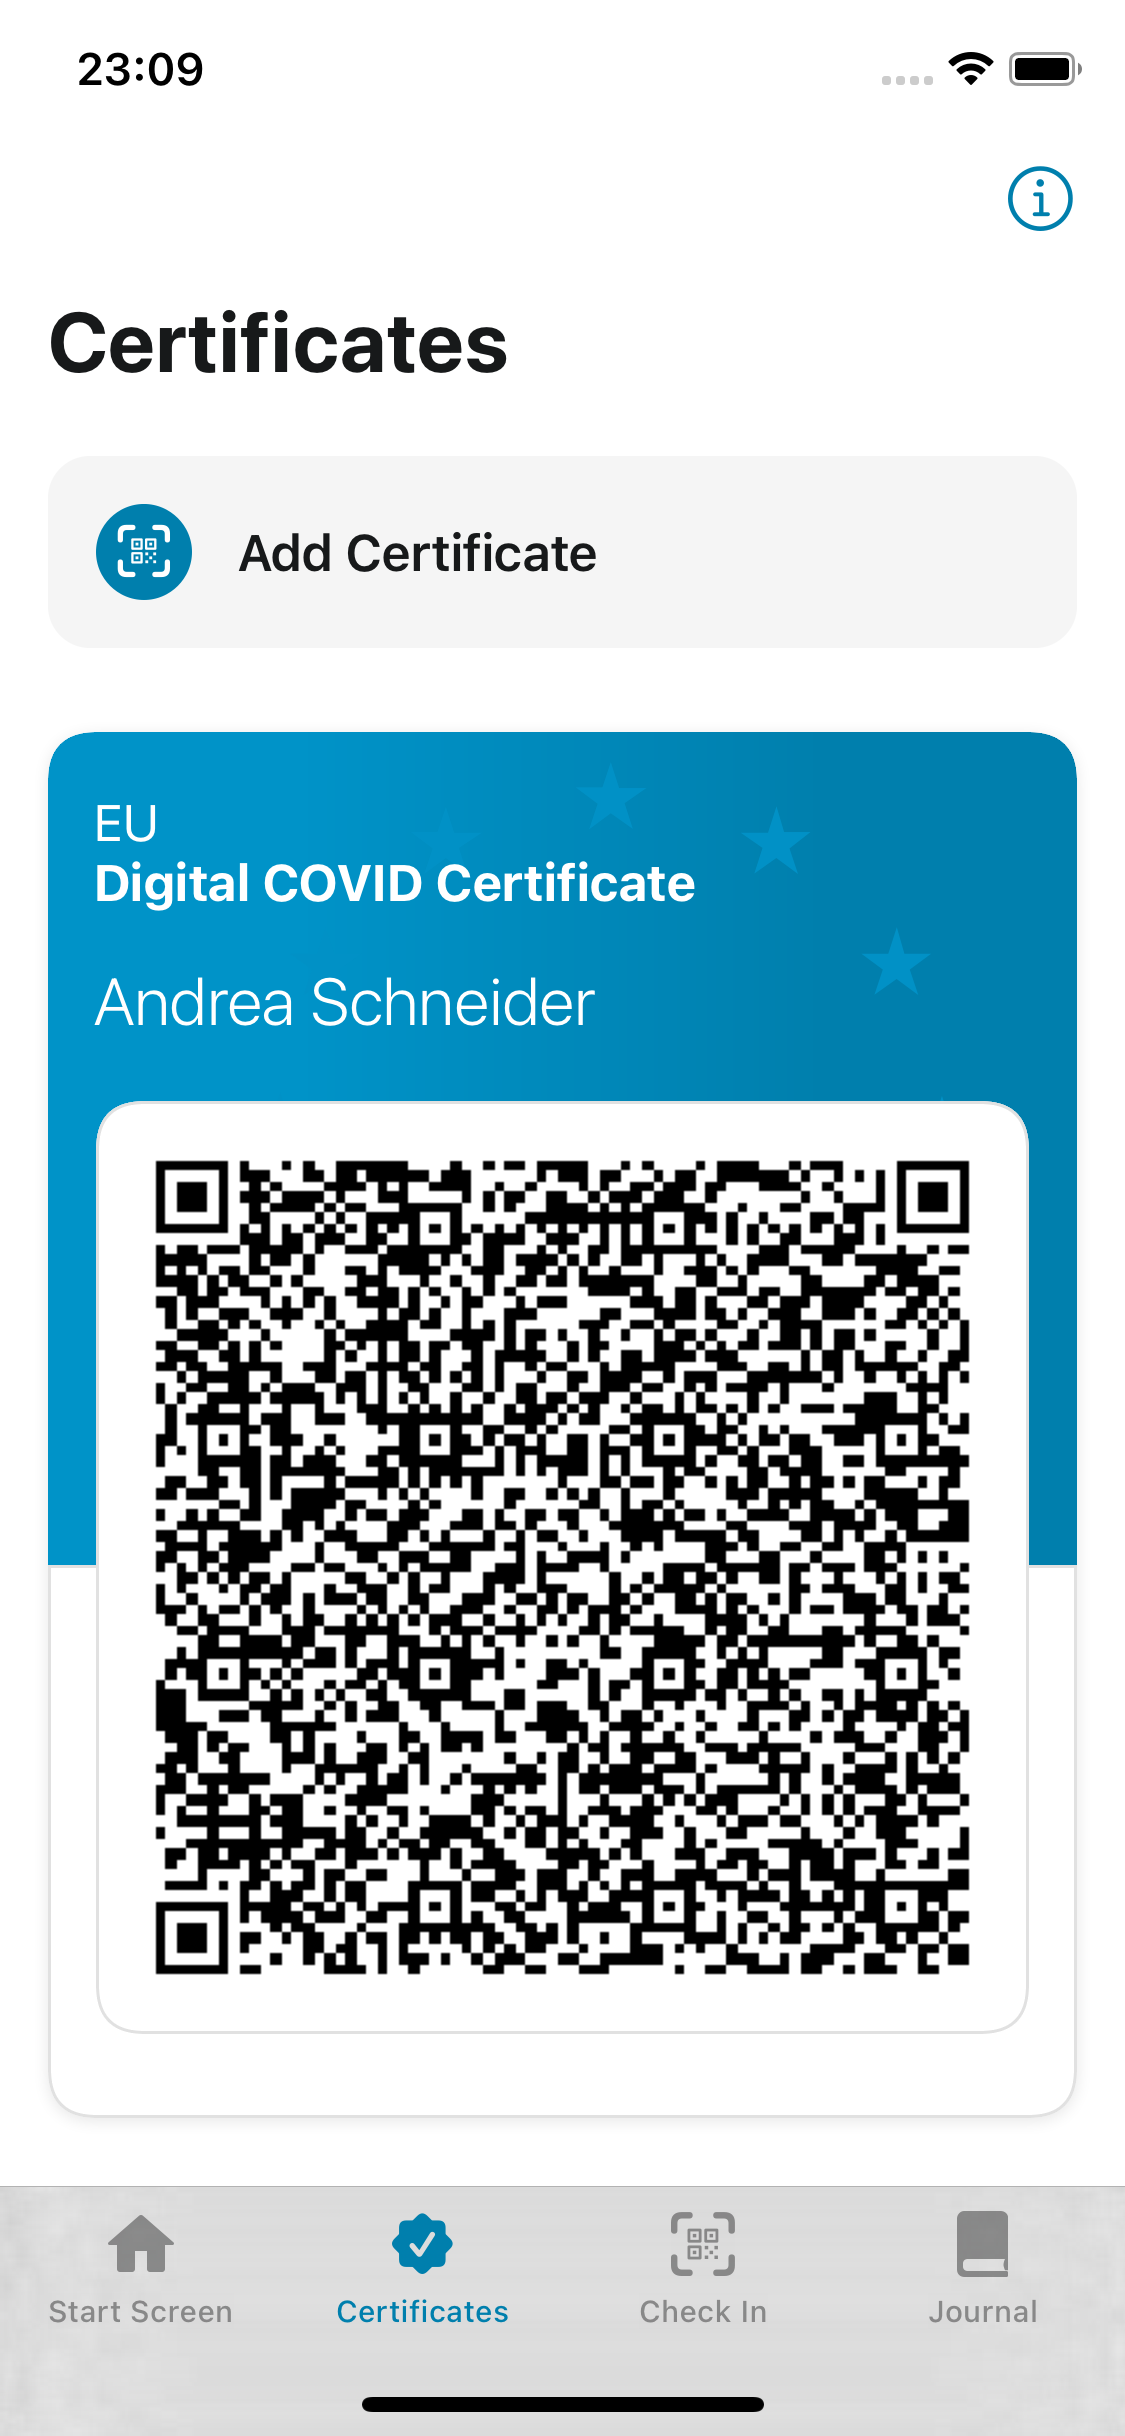 23:09
Certificates
Add Certificate
EU
Digital COVID Certificate
Andrea Schneider
Start Screen
Certificates
Check In
Journal